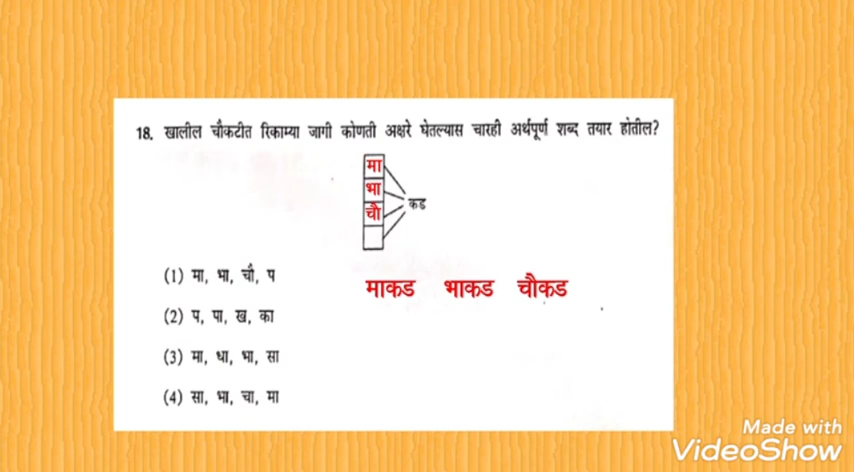 18. खालील चौकटीत रिकाम्या जागी कोणती अक्षरे घेतल्यास चारही अर्थपूर्ण शब्द तयार होतील?
मा
भा
चौ
कड
(1) मा, भा, चौ, प
माकड भाकड चौकड
(2) प, पा, ख, का
(3) मा, धा, भा, सा
(4) सा, भा, चा, मा
Made with
VideoShow